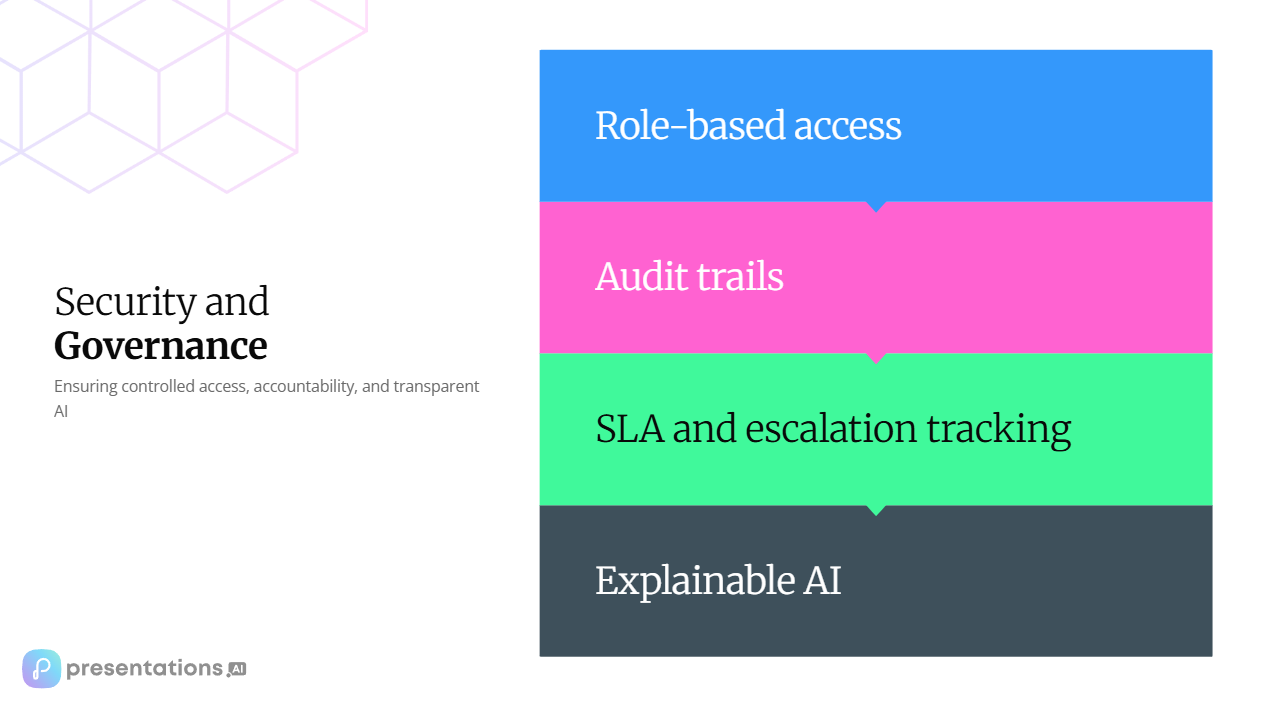 Security and
Governance
Ensuring controlled access, accountability, and transparent
AI
Role-based access
Audit trails
SLA and escalation tracking
Explainable AI
presentations.AI